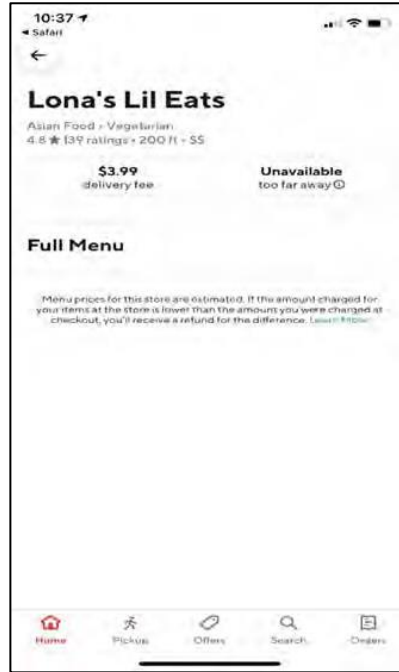 10:37
◂ Safari
←
Lona's Lil Eats
Asian Food • Vegetarian
4.8 ★ 139 ratings • 200 ft • $$
$3.99
delivery fee
Unavailable
too far away
Full Menu
Menu prices for this store are estimated. If the amount charged for
your items at the store is lower than the amount you were charged at
checkout, you'll receive a refund for the difference. Learn More
Home
Pickup
Offers
Search
Orders